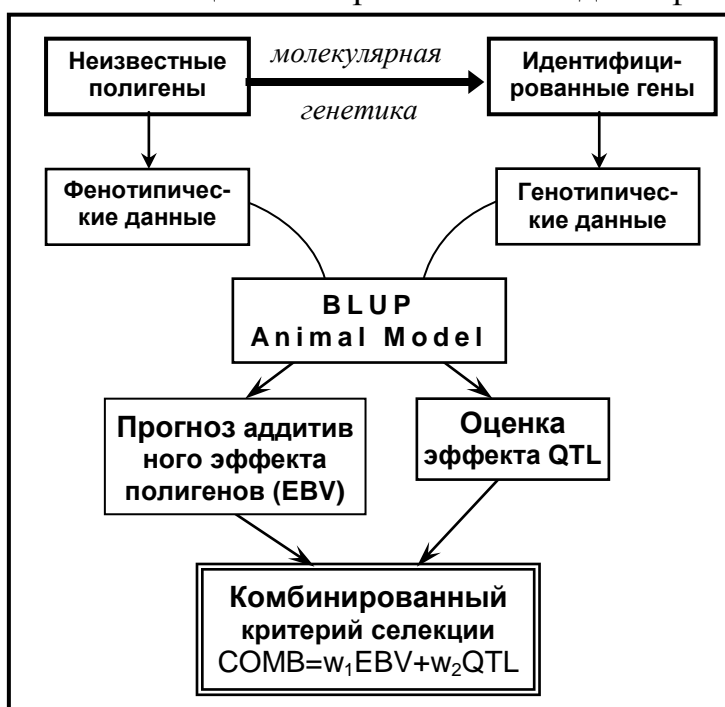 Неизвестные
полигены
молекулярная
генетика
Идентифици-
рованные гены
Фенотипичес-
кие данные
Генотипичес-
кие данные
BLUP
Animal Model
Прогноз аддитив
ного эффекта
полигенов (EBV)
Оценка
эффекта QTL
Комбинированный
критерий селекции
COMB=w₁EBV+w₂QTL